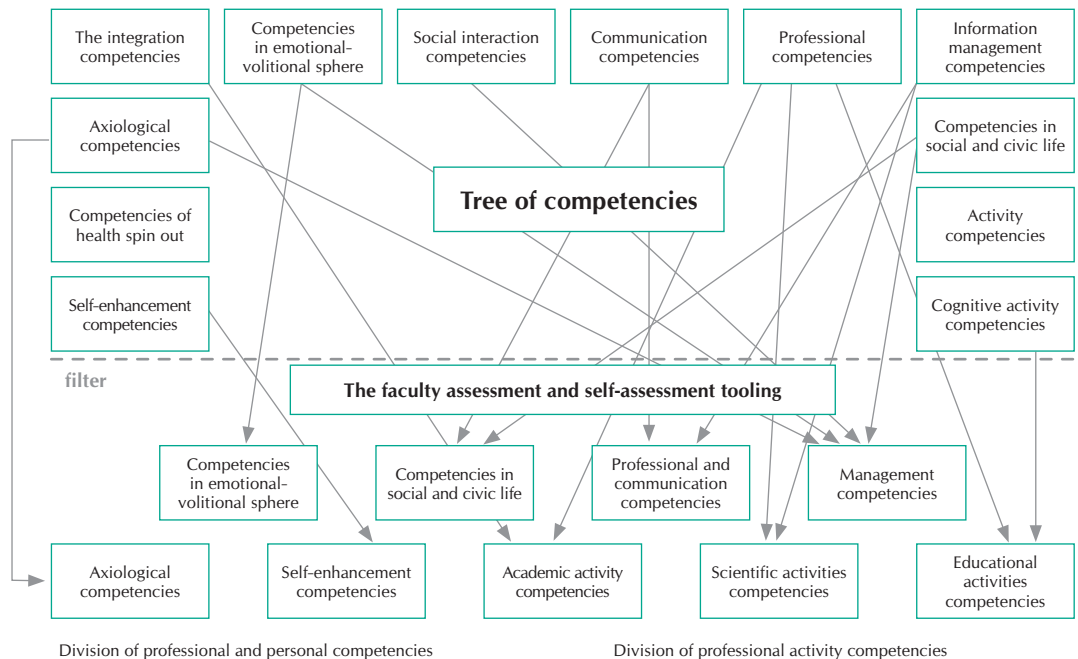 The integration
competencies
Competencies
in emotional-
volitional sphere
Social interaction
competencies
Communication
competencies
Professional
competencies
Information
management
competencies
Axiological
competencies
Competencies in
social and civic life
Tree of competencies
Competencies of
health spin out
Activity
competencies
Self-enhancement
competencies
Cognitive activity
competencies
filter
The faculty assessment and self-assessment tooling
Competencies
in emotional-
volitional sphere
Competencies in
social and civic life
Professional and
communication
competencies
Management
competencies
Axiological
competencies
Self-enhancement
competencies
Academic activity
competencies
Scientific activities
competencies
Educational
activities
competencies
Division of professional and personal competencies
Division of professional activity competencies